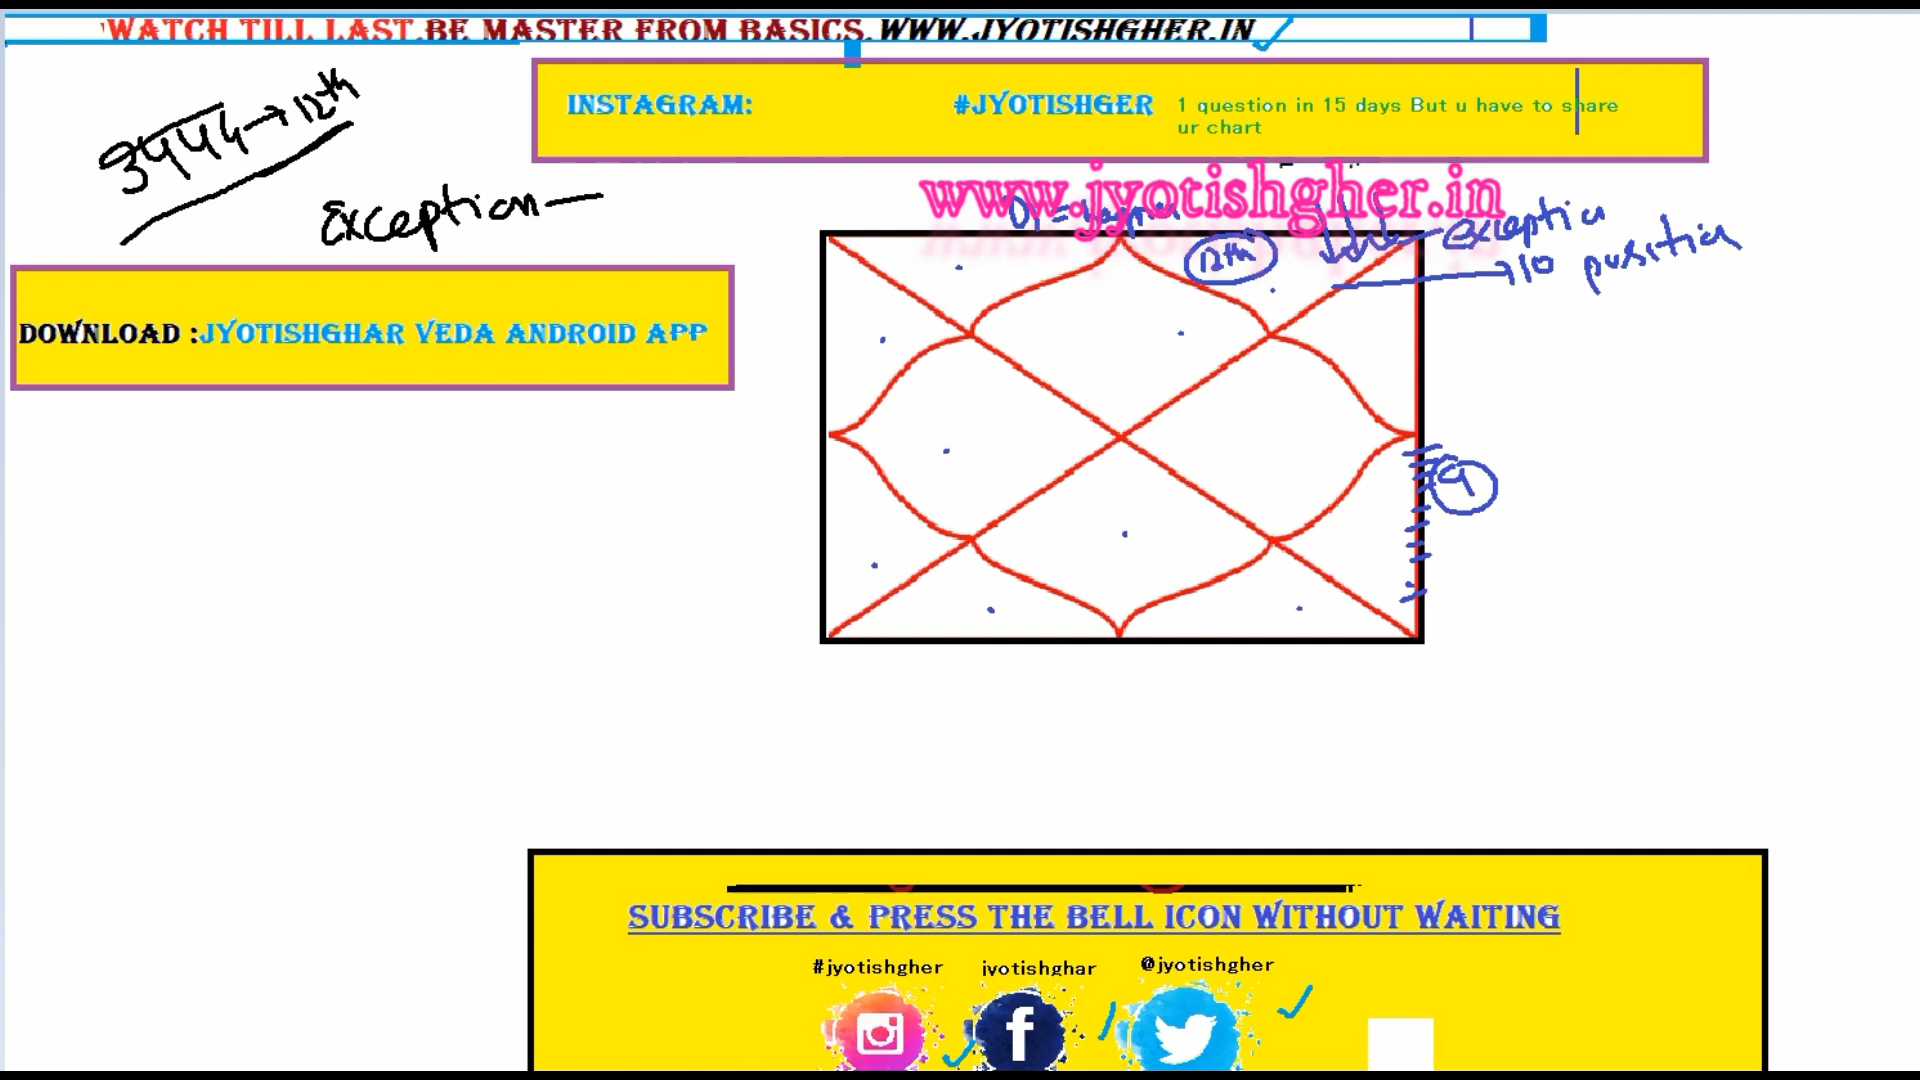 WATCH TILL LAST.BE MASTER FROM BASICS. WWW.JYOTISHGHER.IN
3444→12th
Exception—
INSTAGRAM: #JYOTISHGER 1 question in 15 days But u have to share
ur chart
www.jyotishgher.in
12th
exception
→10 position
DOWNLOAD :JYOTISHGHAR VEDA ANDROID APP
9
SUBSCRIBE & PRESS THE BELL ICON WITHOUT WAITING
#jyotishgher jyotishghar @jyotishgher